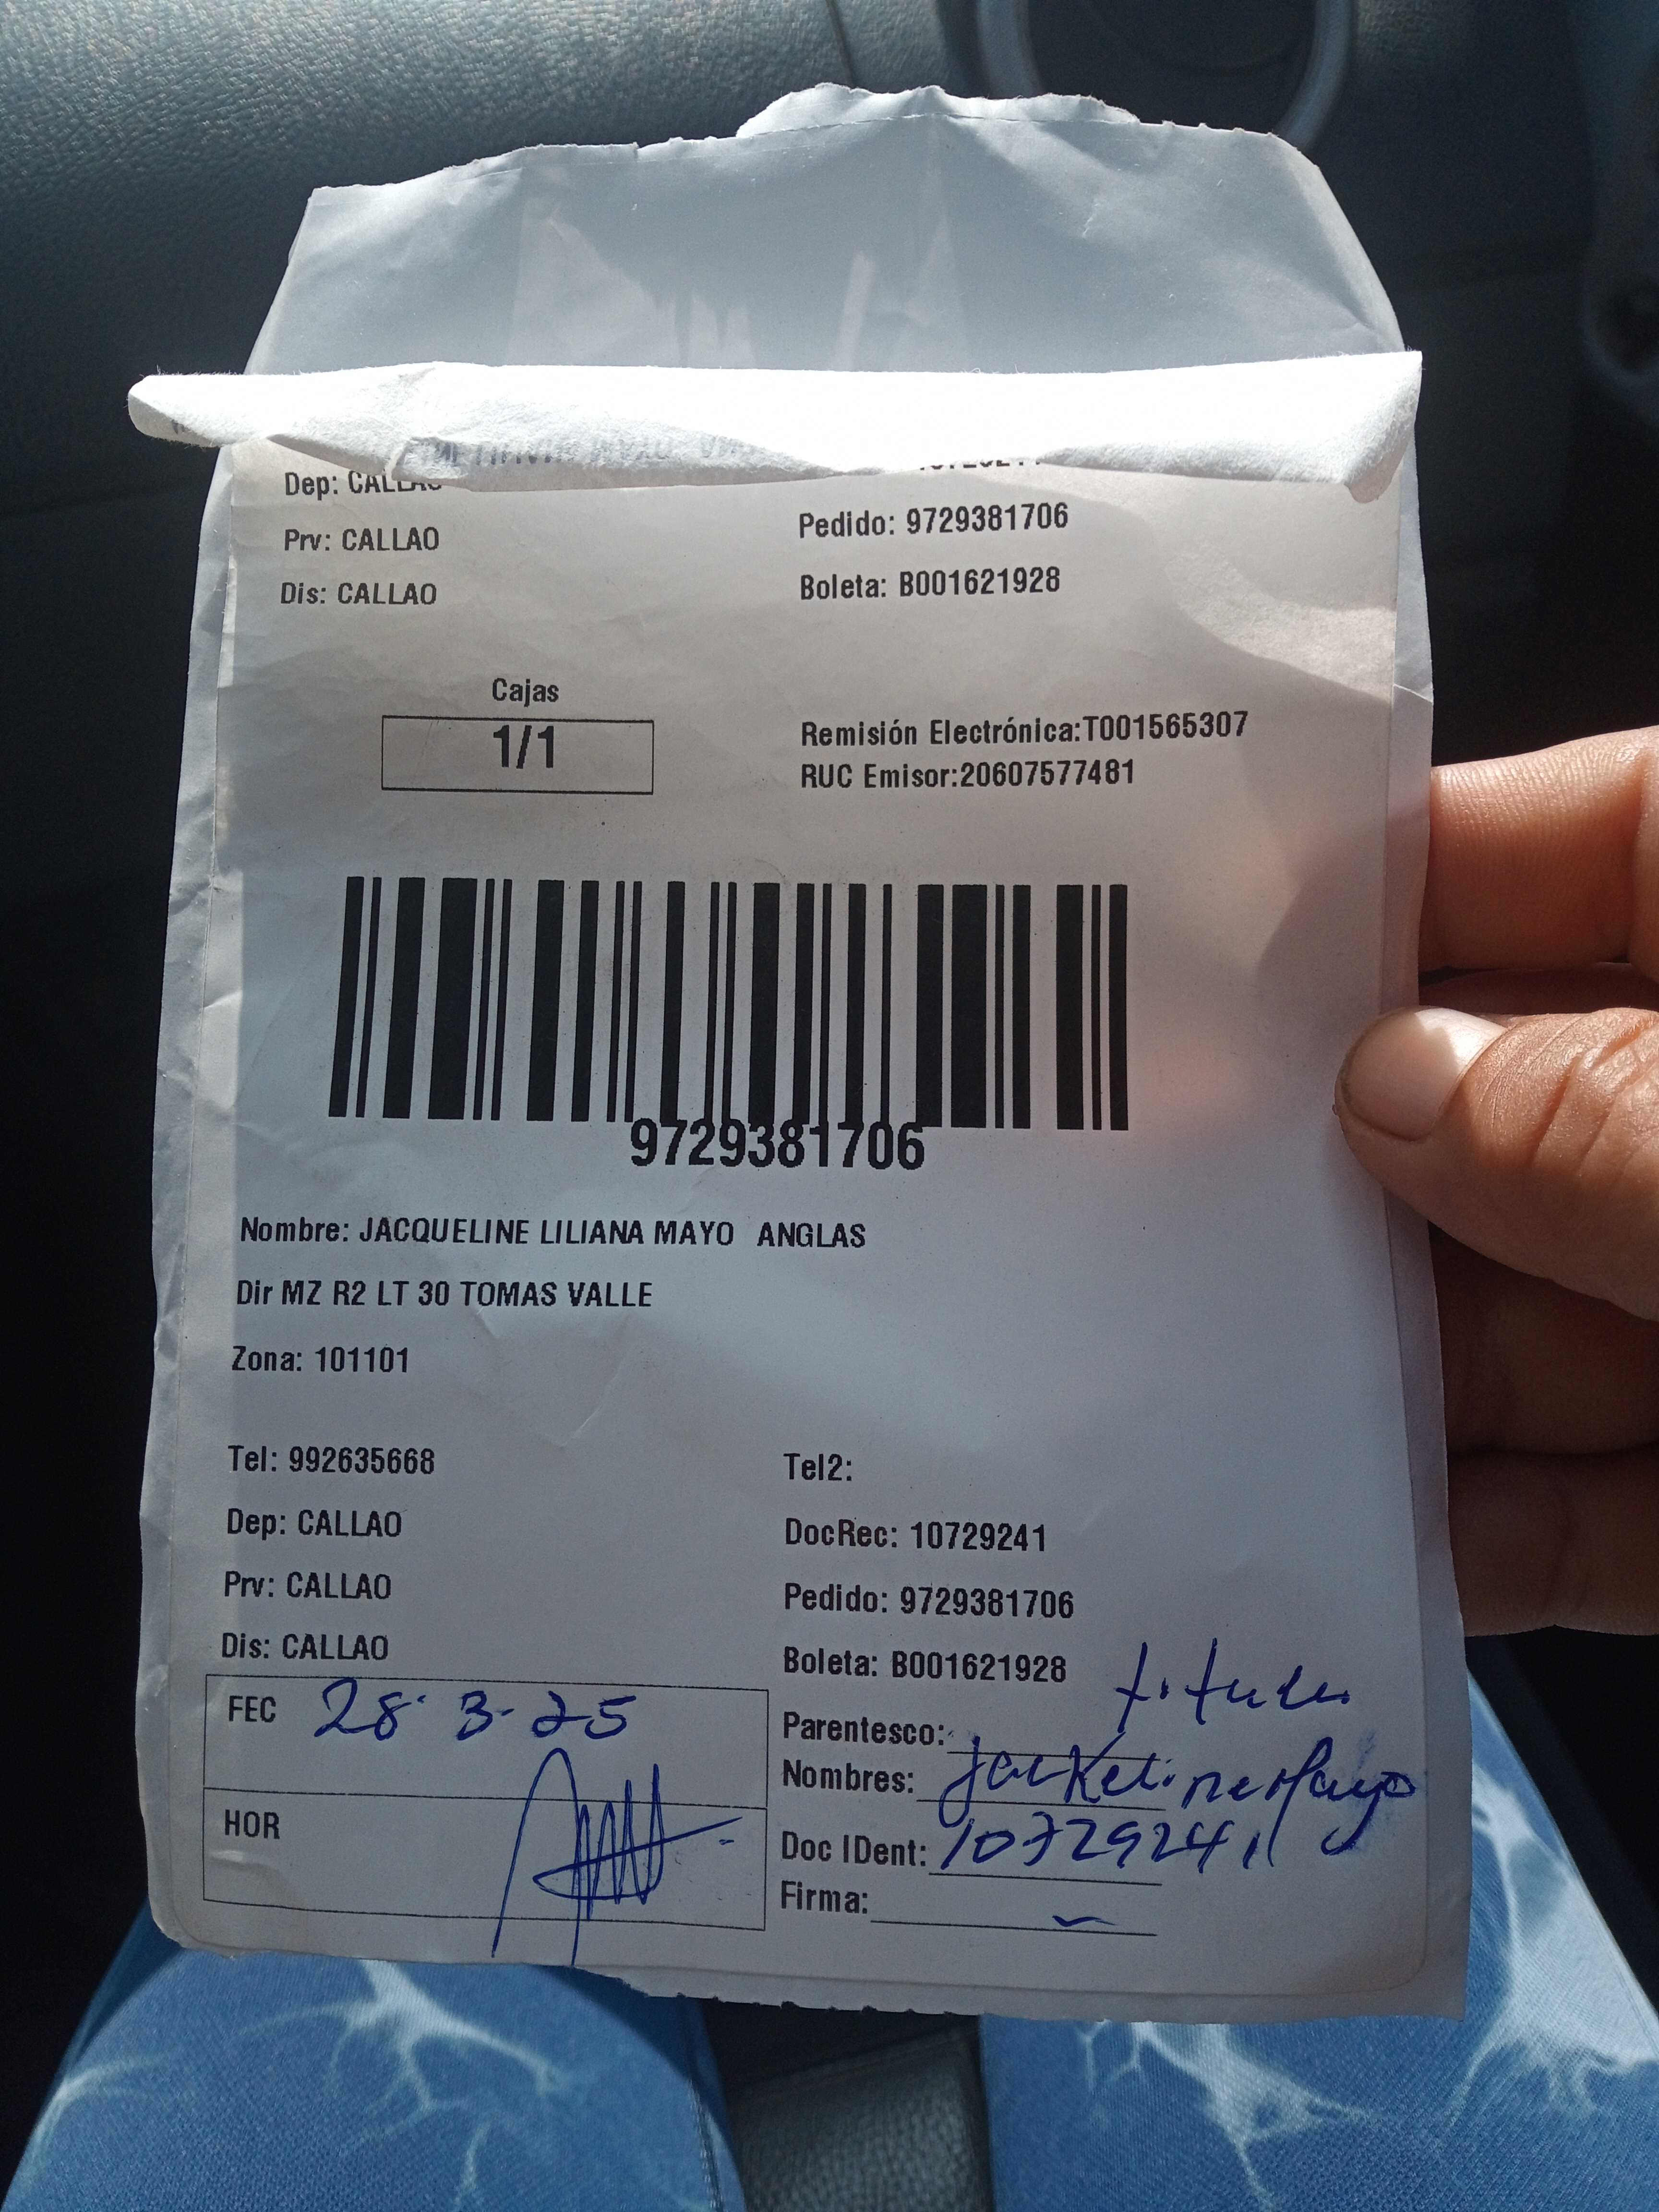 Dep: CALLAO
Prv: CALLAO
Dis: CALLAO
Pedido: 9729381706
Boleta: B001621928
Cajas
1/1
Remisión Electrónica:T001565307
RUC Emisor:20607577481
9729381706
Nombre: JACQUELINE LILIANA MAYO ANGLAS
Dir MZ R2 LT 30 TOMAS VALLE
Zona: 101101
Tel: 992635668
Dep: CALLAO
Prv: CALLAO
Dis: CALLAO
Tel2:
DocRec: 10729241
Pedido: 9729381706
Boleta: B001621928
FEC 28 3-25
HOR
Parentesco: titular
Nombres: Jackeline Mayo
Doc IDent: 10729241
Firma: